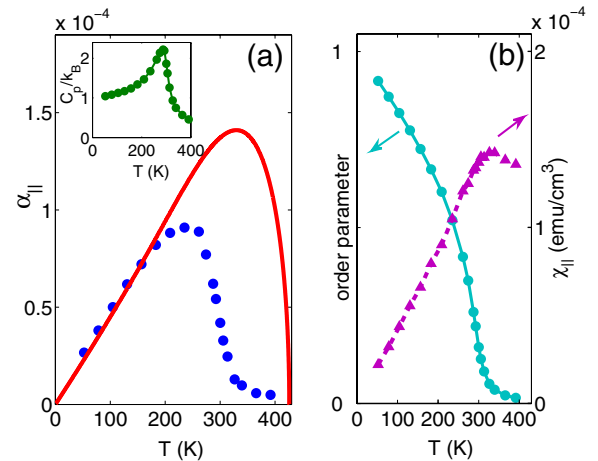 x 10⁻⁴
(a)
1.5
1
0.5
0
α||
0
100
200
300
400
T (K)
2
1
0
Cp/kB
0
200
400
T (K)
x 10⁻⁴
(b)
1
0
order parameter
2
1
0
χ|| (emu/cm³)
0
100
200
300
400
T (K)